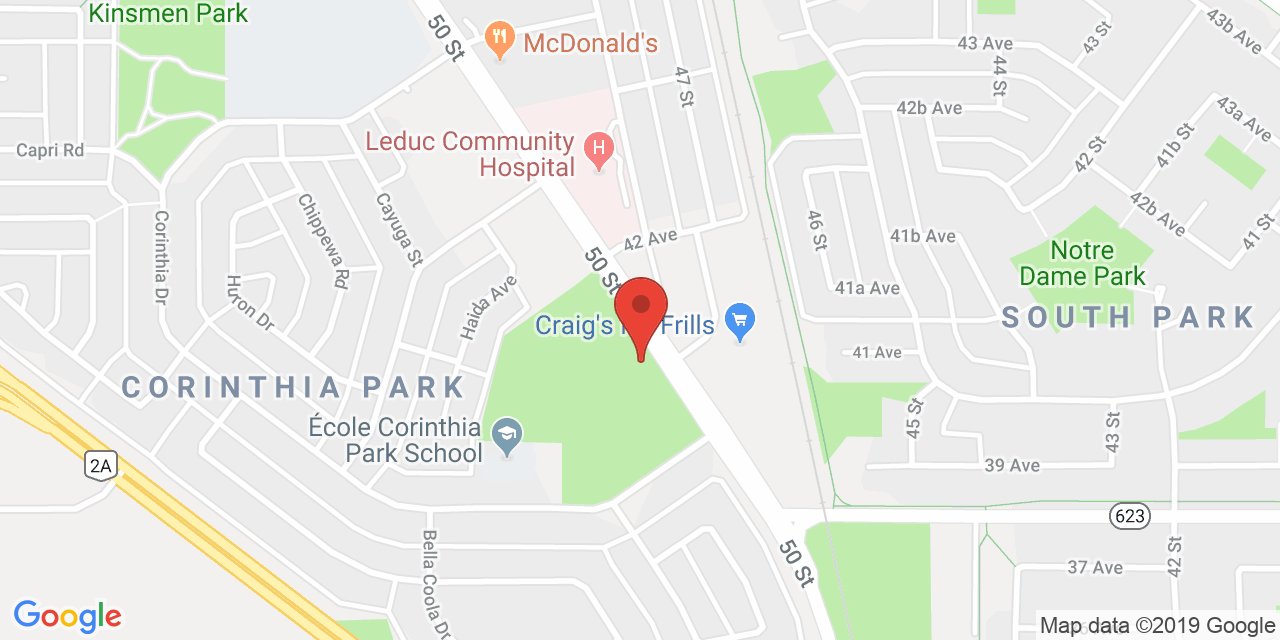 Kinsmen Park
50 St
McDonald's
43 Ave
43 St
43b Ave
44 St
47 St
42b Ave
43a Ave
Leduc Community
Hospital
H
Capri Rd
42 St
41b St
42b Ave
41 St
Corinthia Dr
Chippewa Rd
Cayuga St
46 St
41b Ave
42 Ave
50 St
Notre
Dame Park
Huron Dr
Haida Ave
41a Ave
Craig's
Frills
SOUTH PARK
41 Ave
CORINTHIA PARK
École Corinthia
Park School
45 St
43 St
2A
39 Ave
623
Bella Coola Dr
50 St
37 Ave
42 St
Google
Map data ©2019 Google